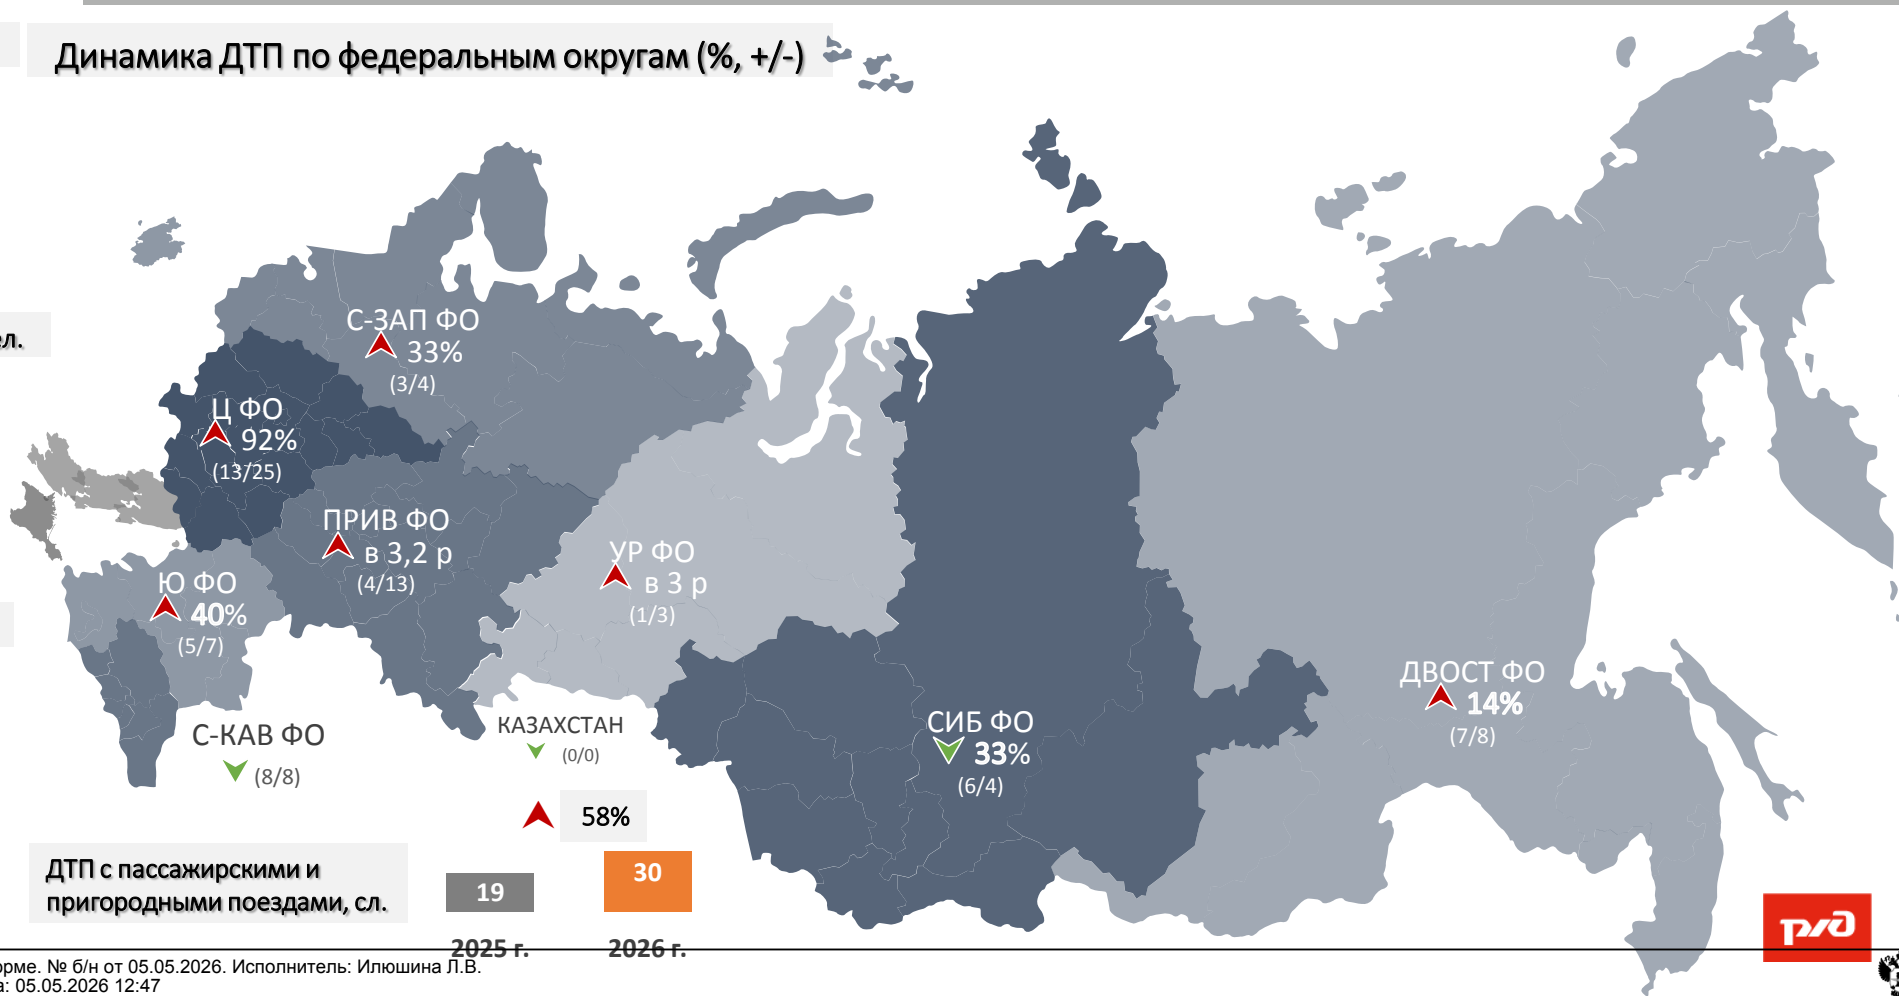 Динамика ДТП по федеральным округам (%, +/-)
С-ЗАП ФО
33%
(3/4)
Ц ФО
92%
(13/25)
ПРИВ ФО
в 3,2 р
(4/13)
УР ФО
в 3 р
(1/3)
Ю ФО
40%
(5/7)
С-КАВ ФО
(8/8)
КАЗАХСТАН
(0/0)
СИБ ФО
33%
(6/4)
ДВОСТ ФО
14%
(7/8)
58%
ДТП с пассажирскими и
пригородными поездами, сл.
19
30
2025 г.
2026 г.
ел.
орме. № б/н от 05.05.2026. Исполнитель: Илюшина Л.В.
а: 05.05.2026 12:47
ржд